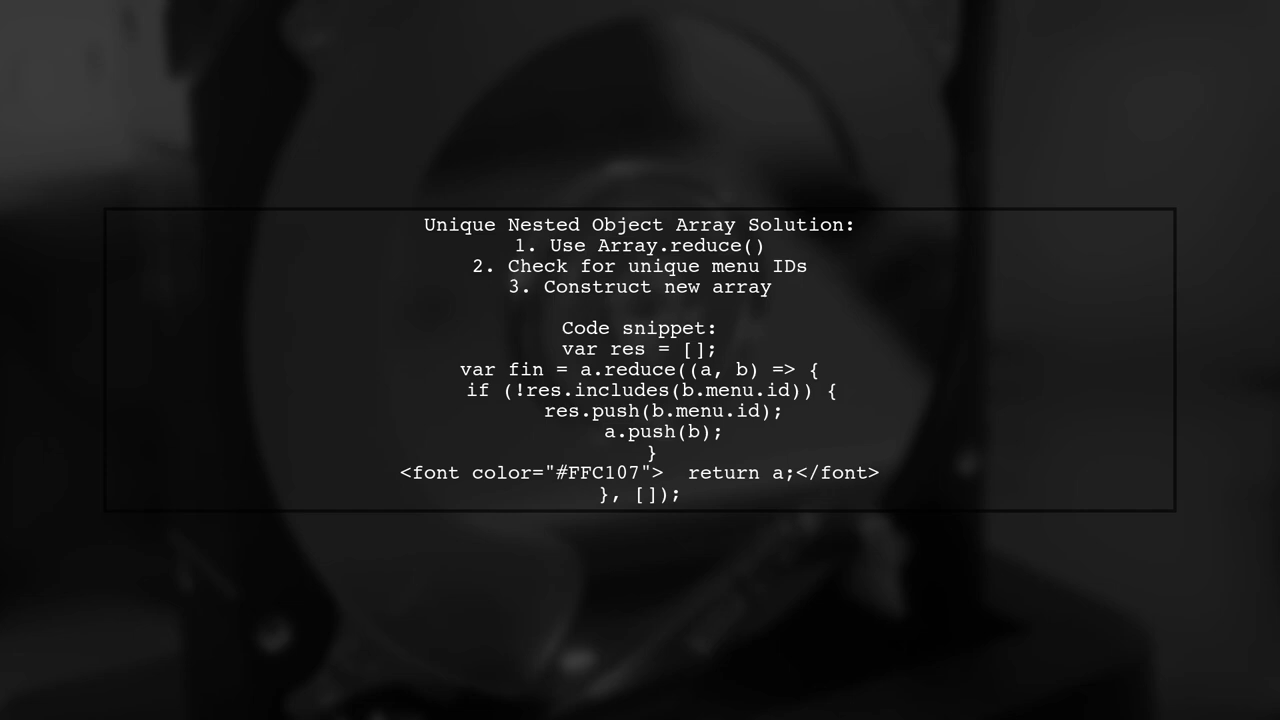 Unique Nested Object Array Solution:
1. Use Array.reduce()
2. Check for unique menu IDs
3. Construct new array
Code snippet:
var res = [];
var fin = a.reduce((a, b) => {
if (!res.includes(b.menu.id)) {
res.push(b.menu.id);
a.push(b);
}
<font color="#FFC107">  return a;</font>
}, []);